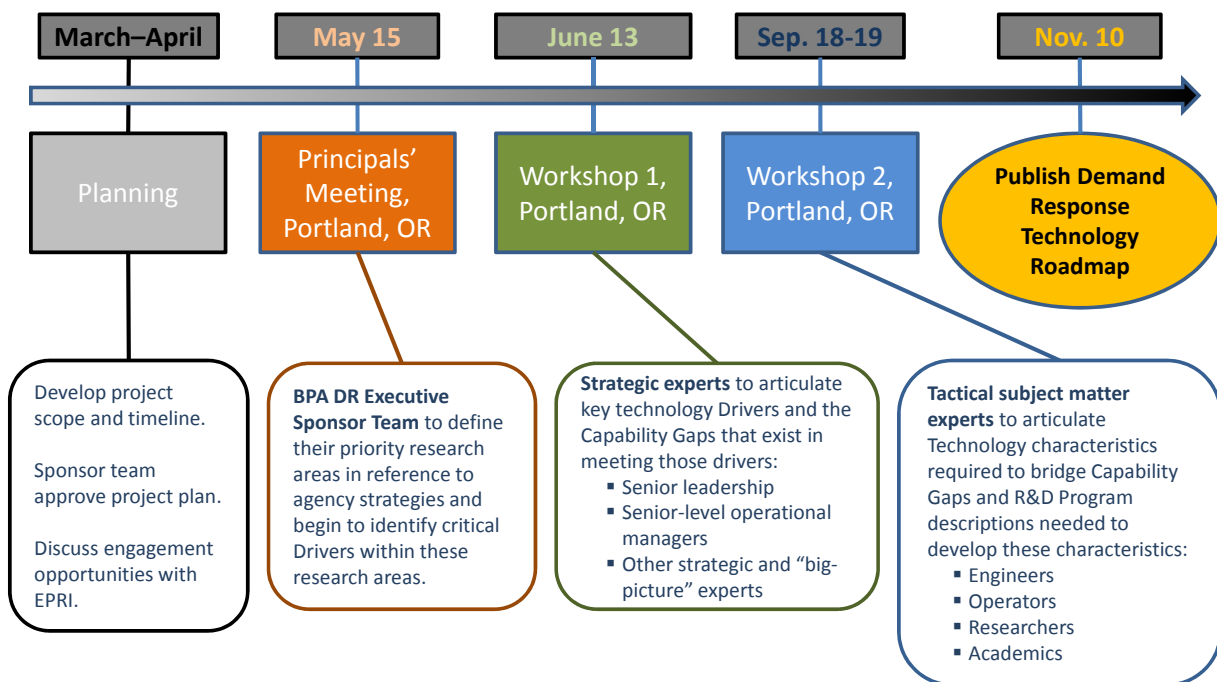 March–April
May 15
June 13
Sep. 18-19
Nov. 10
Planning
Principals’
Meeting,
Portland, OR
Workshop 1,
Portland, OR
Workshop 2,
Portland, OR
Publish Demand
Response
Technology
Roadmap
Develop project
scope and timeline.
Sponsor team
approve project plan.
Discuss engagement
opportunities with
EPRI.
BPA DR Executive
Sponsor Team to define
their priority research
areas in reference to
agency strategies and
begin to identify critical
Drivers within these
research areas.
Strategic experts to articulate
key technology Drivers and the
Capability Gaps that exist in
meeting those drivers:
▪ Senior leadership
▪ Senior-level operational
managers
▪ Other strategic and “big-
picture” experts
Tactical subject matter
experts to articulate
Technology characteristics
required to bridge Capability
Gaps and R&D Program
descriptions needed to
develop these characteristics:
▪ Engineers
▪ Operators
▪ Researchers
▪ Academics